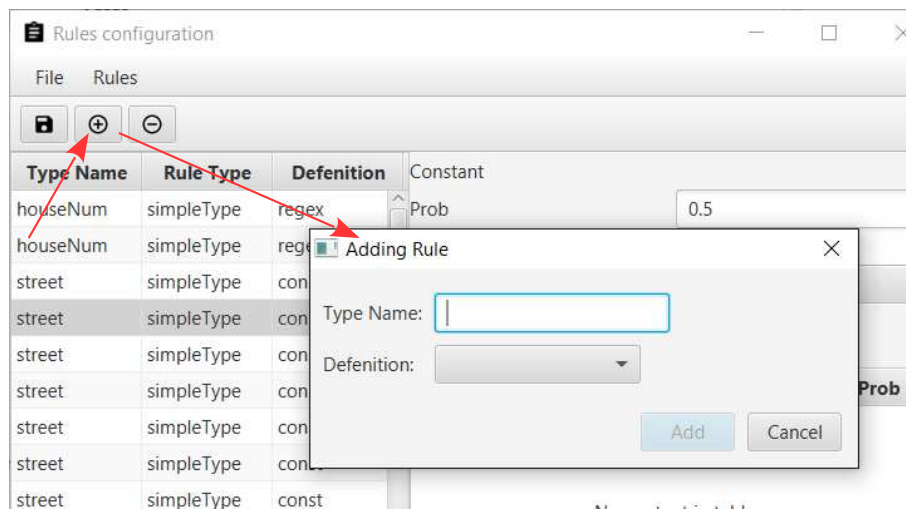 Rules configuration
File Rules
Type Name Rule Type Defenition Constant
houseNum simpleType regex Prob 0.5
houseNum simpleType
Adding Rule
street simpleType
Type Name:
street simpleType
street simpleType
Defenition:
street simpleType
Prob
street simpleType
Add Cancel
street simpleType const
street simpleType const